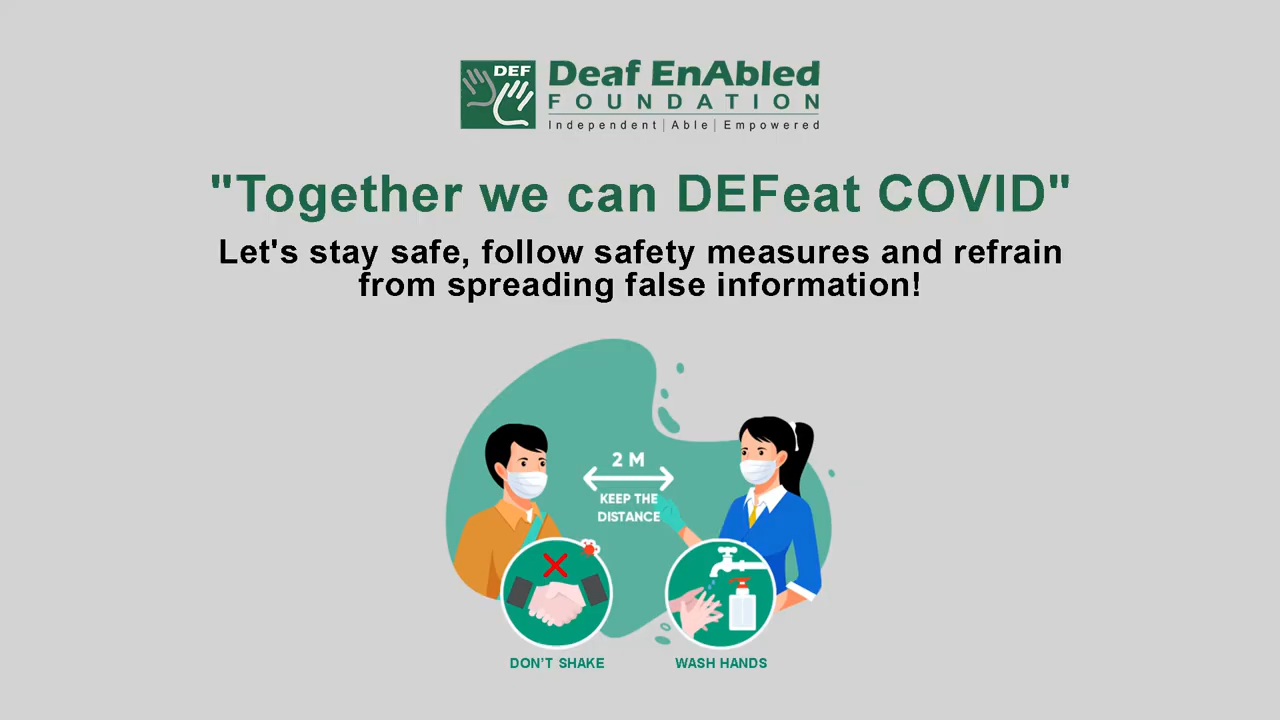 DEF
Deaf EnAbled
FOUNDATION
Independent | Able | Empowered
"Together we can DEFeat COVID"
Let's stay safe, follow safety measures and refrain
from spreading false information!
2 M
KEEP THE
DISTANCE
DON'T SHAKE
WASH HANDS